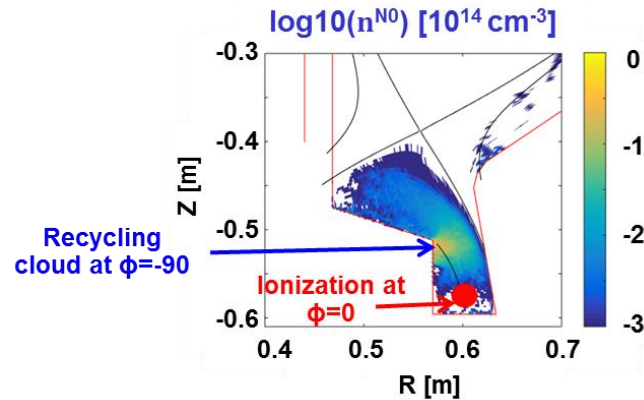 log10(n^N0) [10^14 cm^-3]
-0.3
-0.4
-0.5
-0.6
Z [m]
0.4
0.5
0.6
0.7
R [m]
0
-1
-2
-3
Recycling
cloud at ϕ=-90
Ionization at
ϕ=0